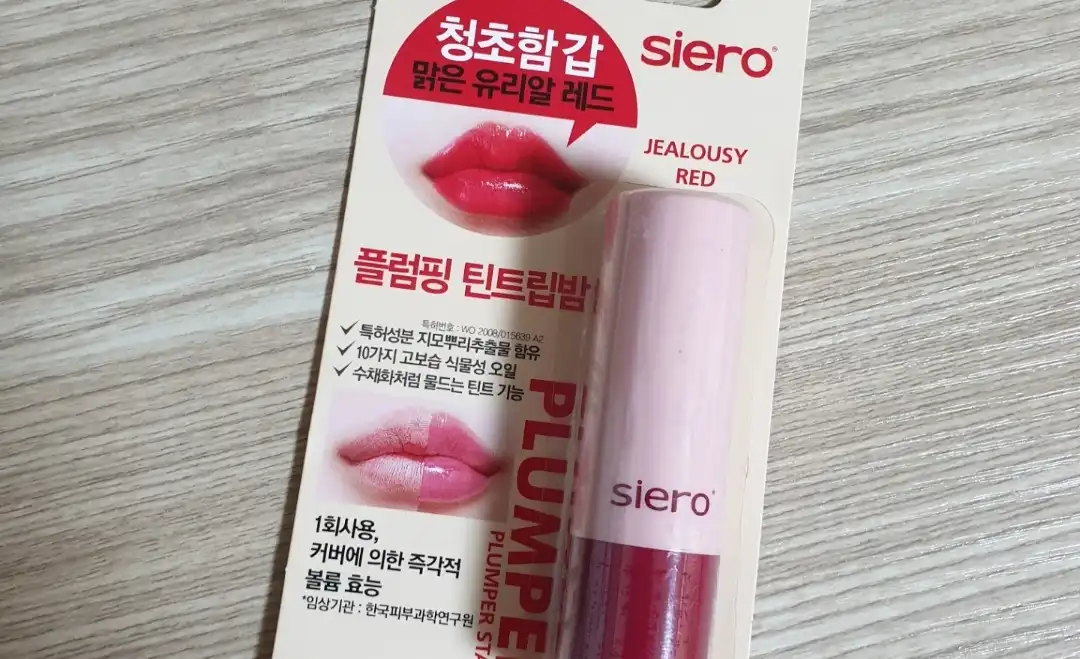 청초함 갑
맑은 유리알 레드
siero
JEALOUSY
RED
플럼핑 틴트립밤
특허번호 : WO 2008/015639 A2
특허성분 지모뿌리추출물 함유
10가지 고보습 식물성 오일
수채화처럼 물드는 틴트 기능
1회사용,
커버에 의한 즉각적
볼륨 효능
*임상기관 : 한국피부과학연구원
PLUMPE
PLUMPER STA
siero